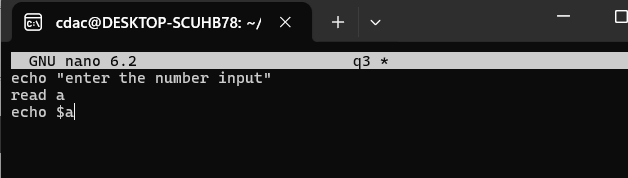 cdac@DESKTOP-SCUHB78: ~/
GNU nano 6.2 q3 *
echo "enter the number input"
read a
echo $a